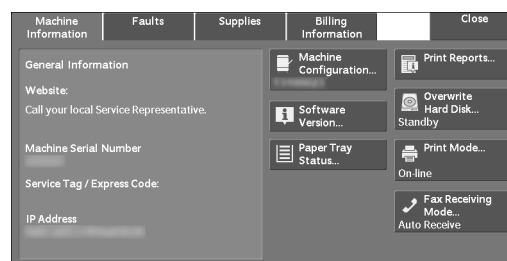 Machine
Information
Faults
Supplies
Billing
Information
Close
General Information
Website:
Call your local Service Representative.
Machine Serial Number
Service Tag / Express Code:
IP Address
Machine
Configuration...
Software
Version...
Paper Tray
Status...
Print Reports...
Overwrite
Hard Disk...
Standby
Print Mode...
On-line
Fax Receiving
Mode...
Auto Receive